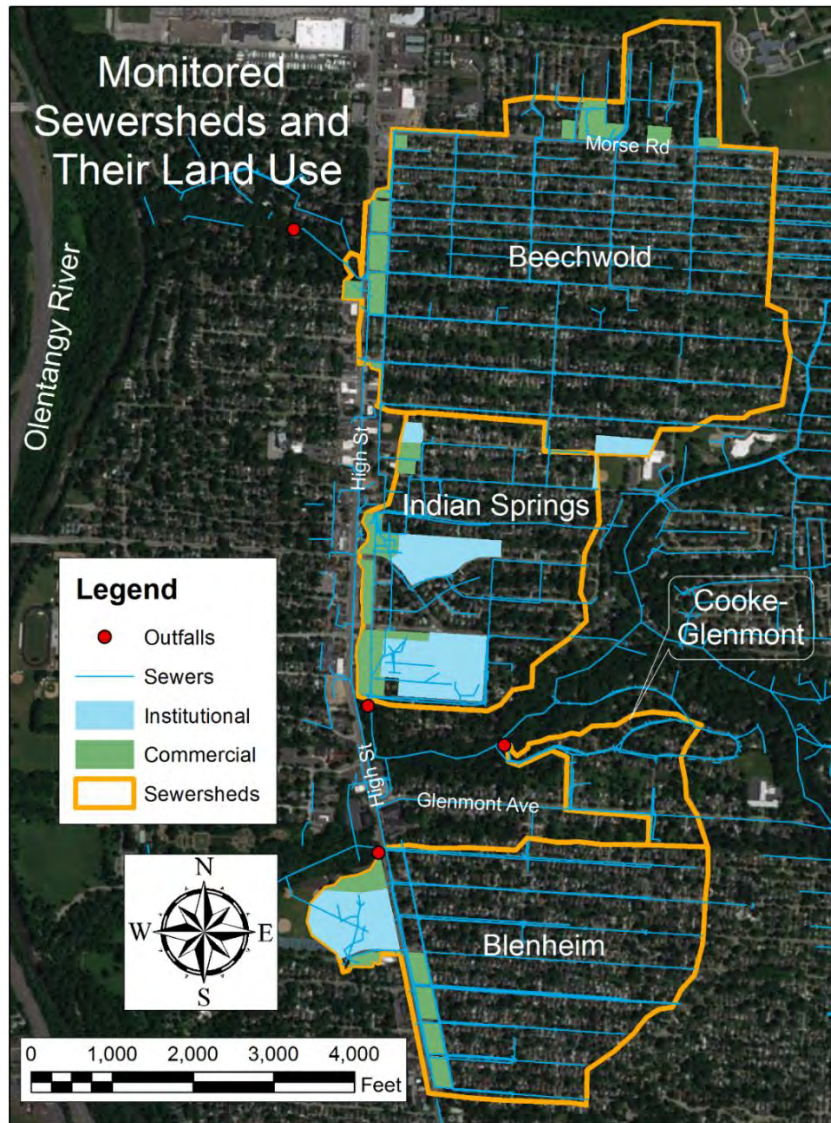 Monitored
Sewersheds and
Their Land Use
Morse Rd
Beechwold
Olentangy River
High St
Indian Springs
Cooke-
Glenmont
Legend
Outfalls
Sewers
Institutional
Commercial
Sewersheds
High St
Glenmont Ave
N
W
E
S
Blenheim
0 1,000 2,000 3,000 4,000
Feet